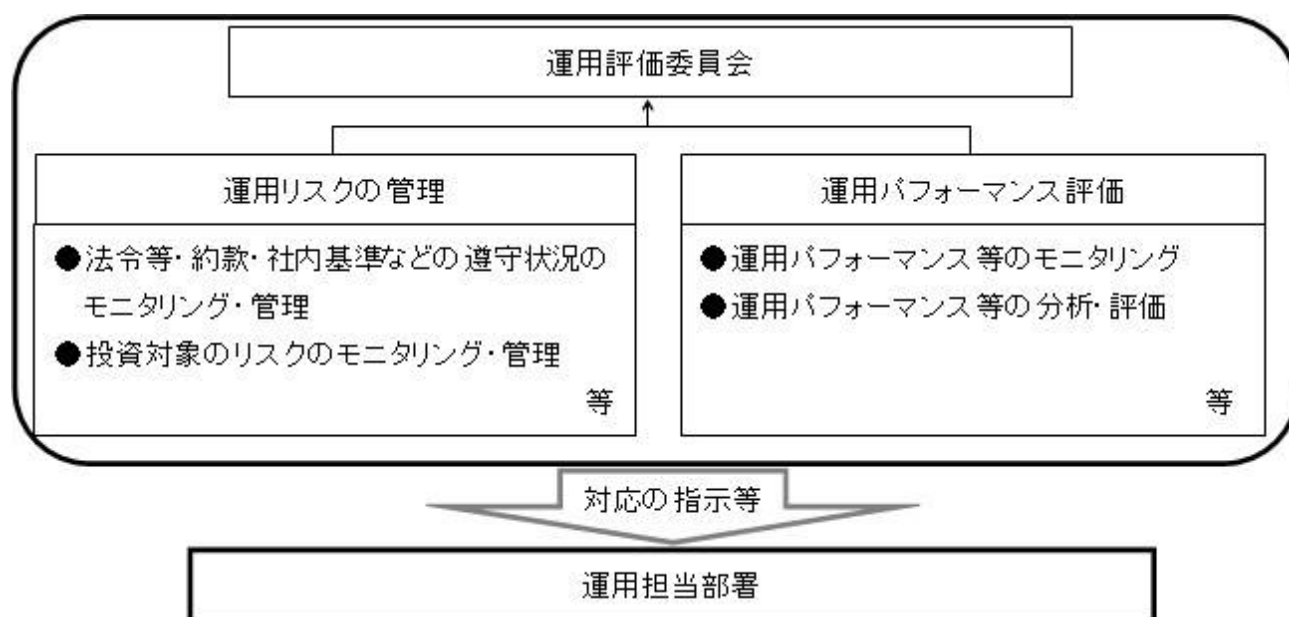 運用評価委員会
運用リスクの管理
●法令等・約款・社内基準などの遵守状況の
モニタリング・管理
●投資対象のリスクのモニタリング・管理
等
運用パフォーマンス評価
●運用パフォーマンス等のモニタリング
●運用パフォーマンス等の分析・評価
等
対応の指示等
運用担当部署